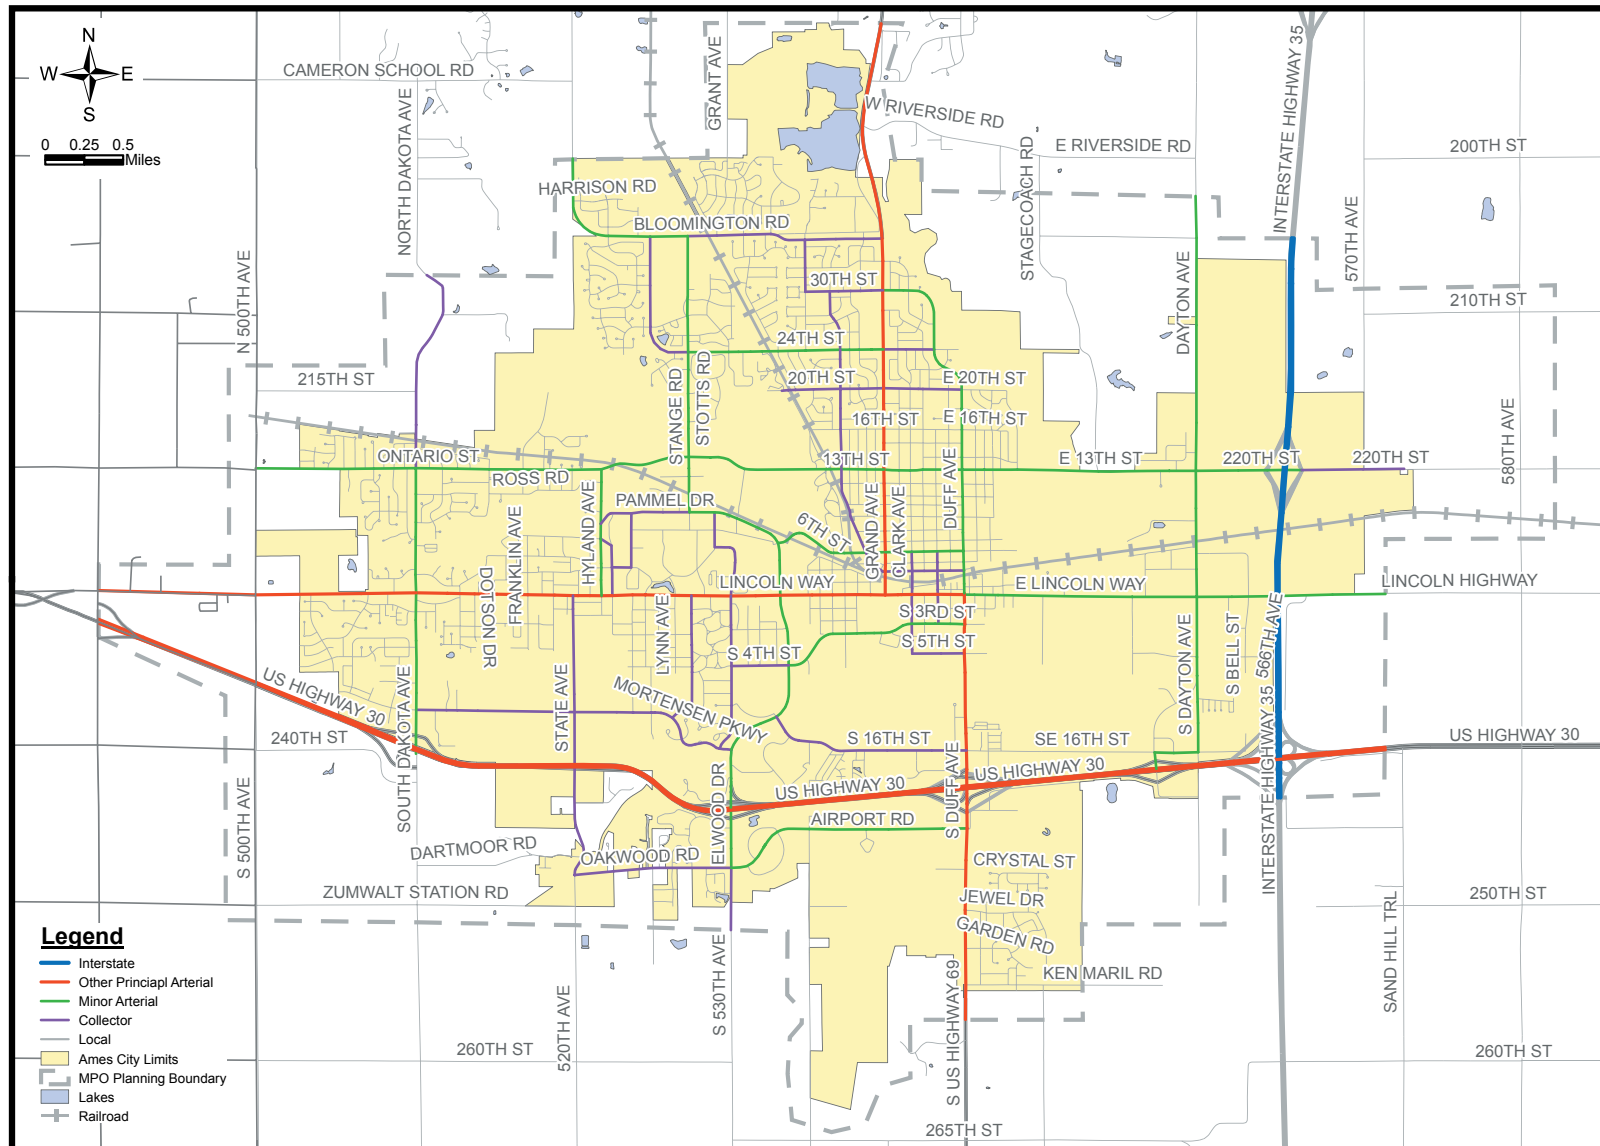 N
W E
S
0 0.25 0.5
Miles
CAMERON SCHOOL RD
NORTH DAKOTA AVE
GRANT AVE
W RIVERSIDE RD
E RIVERSIDE RD
STAGECOACH RD
INTERSTATE HIGHWAY 35
200TH ST
HARRISON RD
BLOOMINGTON RD
N 500TH AVE
570TH AVE
DAYTON AVE
30TH ST
210TH ST
24TH ST
215TH ST
20TH ST
E 20TH ST
STANGE RD
STOTTS RD
16TH ST
E 16TH ST
580TH AVE
ONTARIO ST
13TH ST
E 13TH ST
220TH ST
220TH ST
ROSS RD
PAMMEL DR
HYLAND AVE
FRANKLIN AVE
6TH ST
GRAND AVE
CLARK AVE
DUFF AVE
DOTSON DR
LINCOLN WAY
E LINCOLN WAY
LINCOLN HIGHWAY
LYNN AVE
S 3RD ST
S 5TH ST
S 4TH ST
S DAYTON AVE
S BELL ST
566TH AVE
US HIGHWAY 30
SOUTH DAKOTA AVE
STATE AVE
MORTENSEN PKWY
240TH ST
S 16TH ST
SE 16TH ST
US HIGHWAY 30
US HIGHWAY 30
US HIGHWAY 30
S 500TH AVE
ELWOOD DR
S DUFF AVE
INTERSTATE HIGHWAY 35
AIRPORT RD
DARTMOOR RD
OAKWOOD RD
CRYSTAL ST
ZUMWALT STATION RD
JEWEL DR
250TH ST
GARDEN RD
SAND HILL TRL
KEN MARIL RD
S 530TH AVE
520TH AVE
S US HIGHWAY 69
260TH ST
260TH ST
265TH ST
Legend
Interstate
Other Princiapl Arterial
Minor Arterial
Collector
Local
Ames City Limits
MPO Planning Boundary
Lakes
Railroad